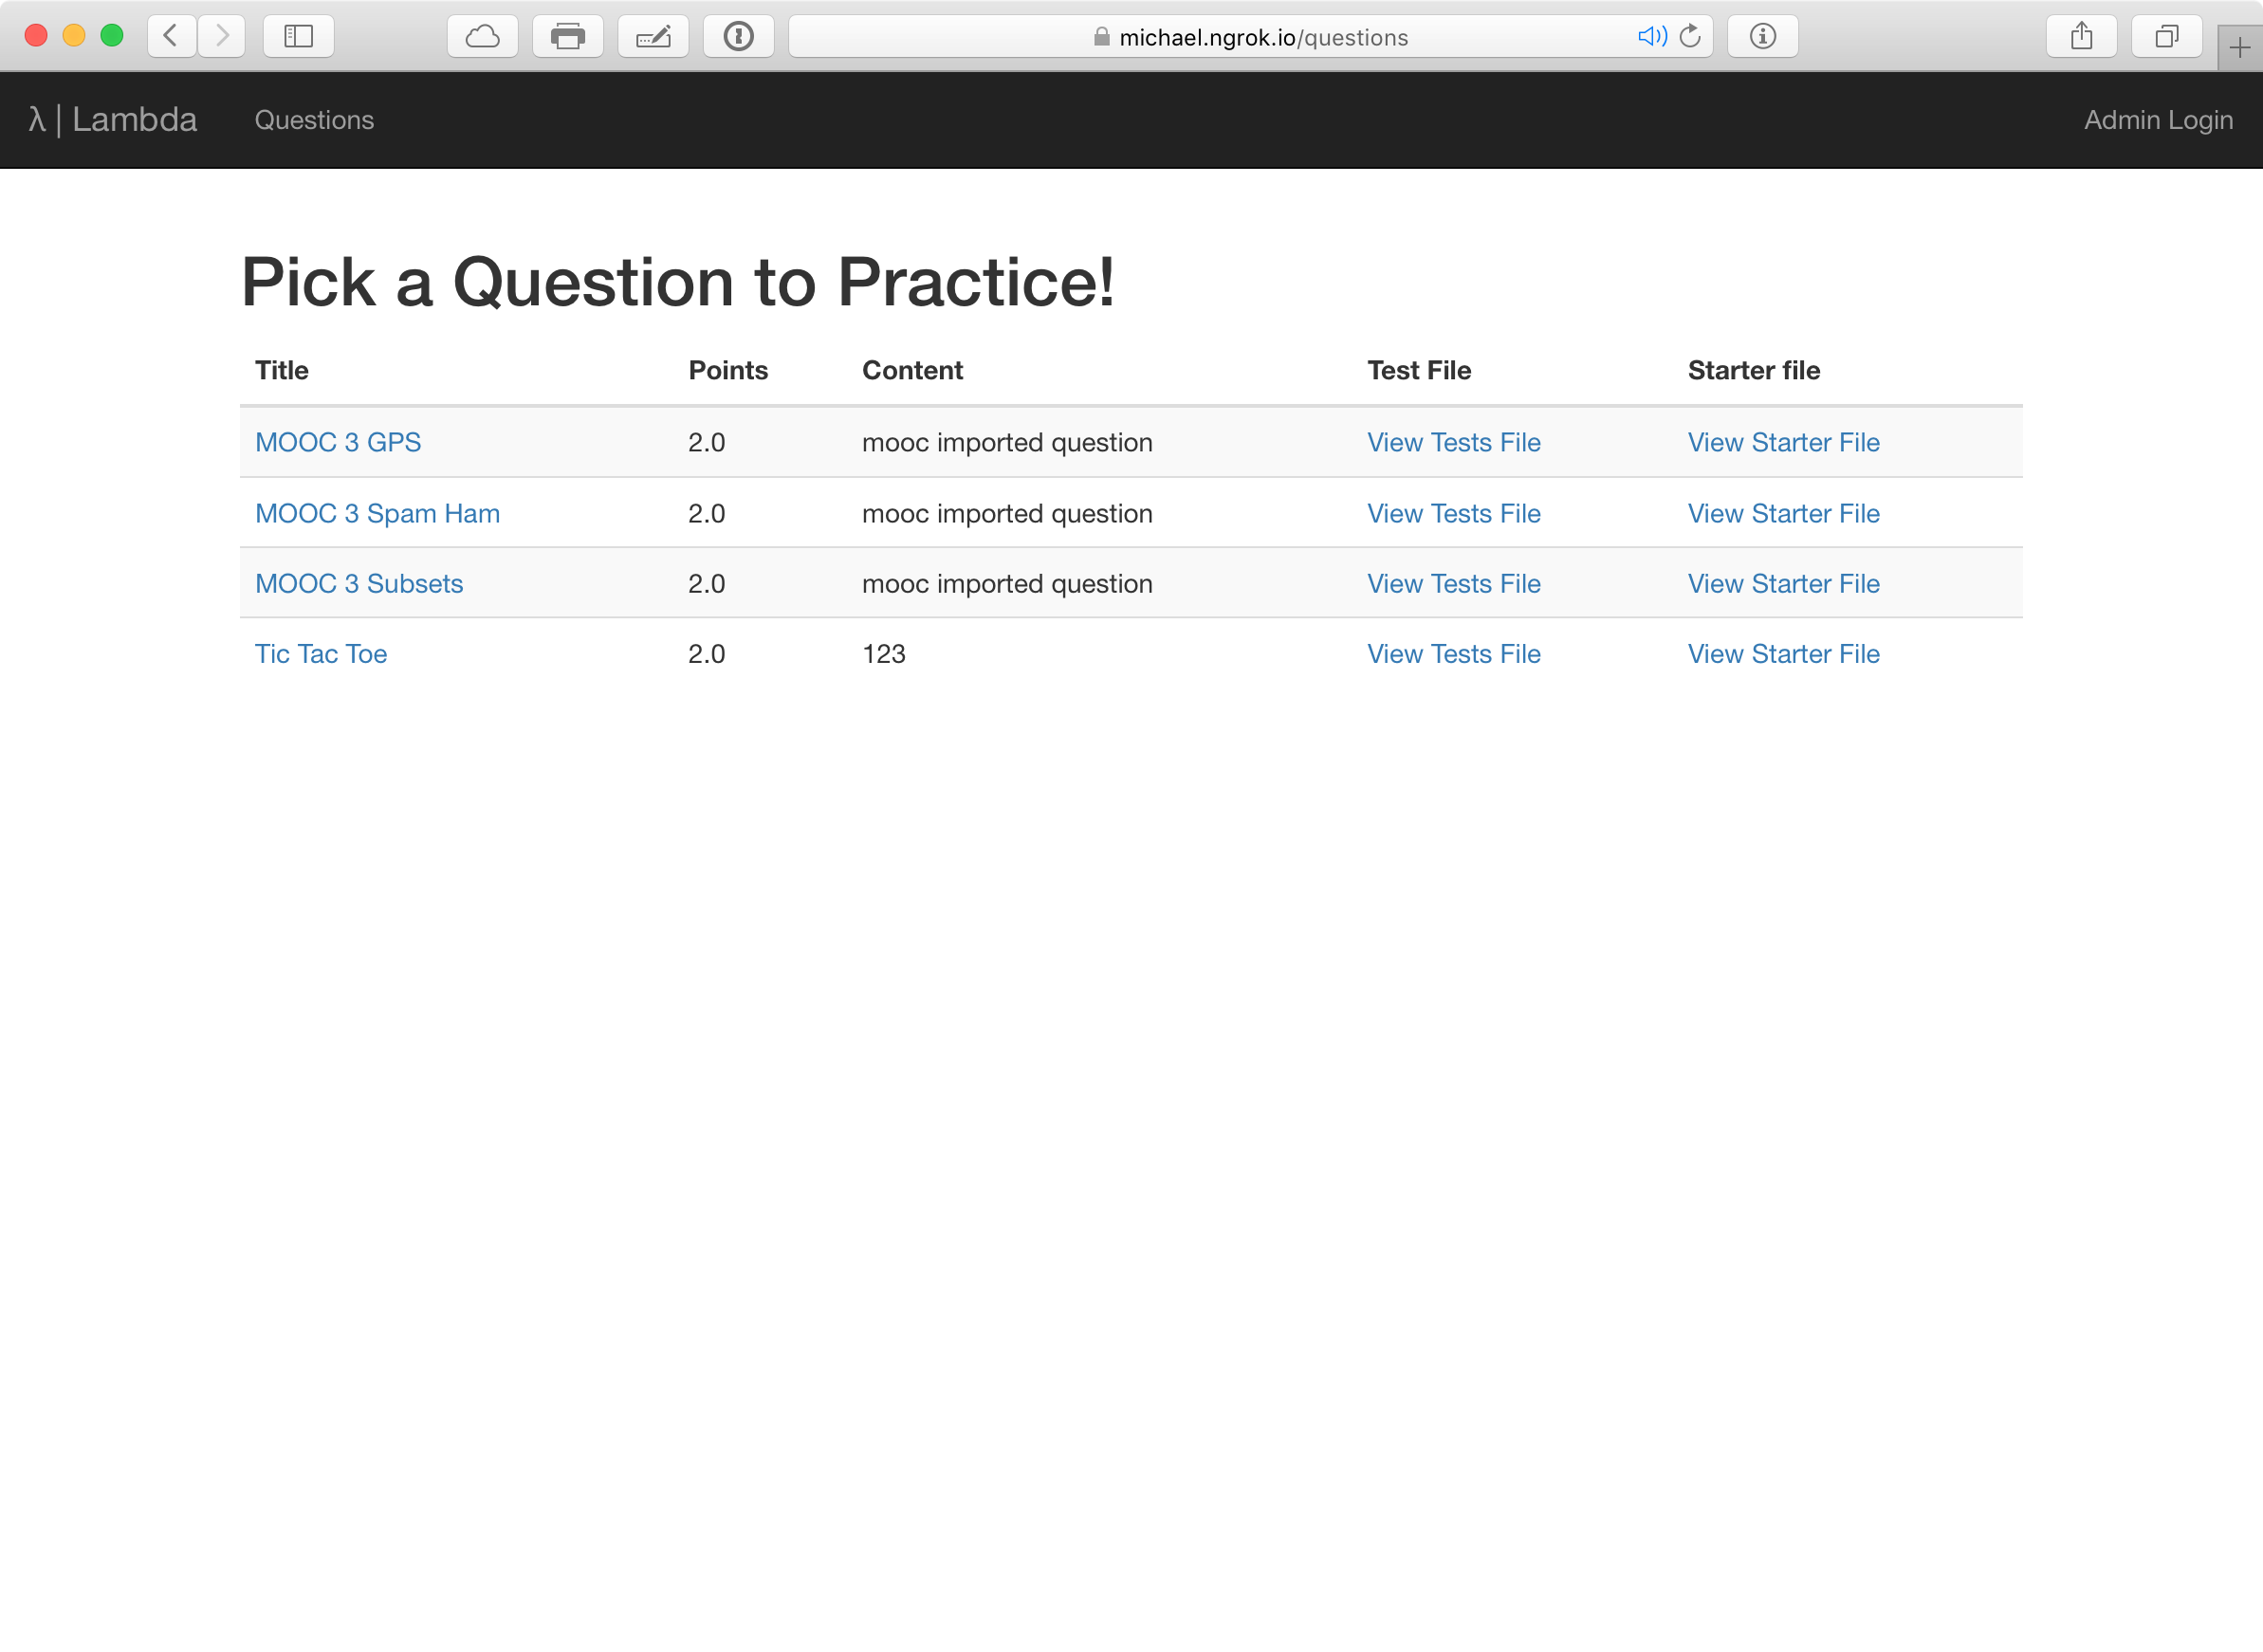 michael.ngrok.io/questions
λ | Lambda Questions Admin Login
Pick a Question to Practice!
Title Points Content Test File Starter file
MOOC 3 GPS 2.0 mooc imported question View Tests File View Starter File
MOOC 3 Spam Ham 2.0 mooc imported question View Tests File View Starter File
MOOC 3 Subsets 2.0 mooc imported question View Tests File View Starter File
Tic Tac Toe 2.0 123 View Tests File View Starter File